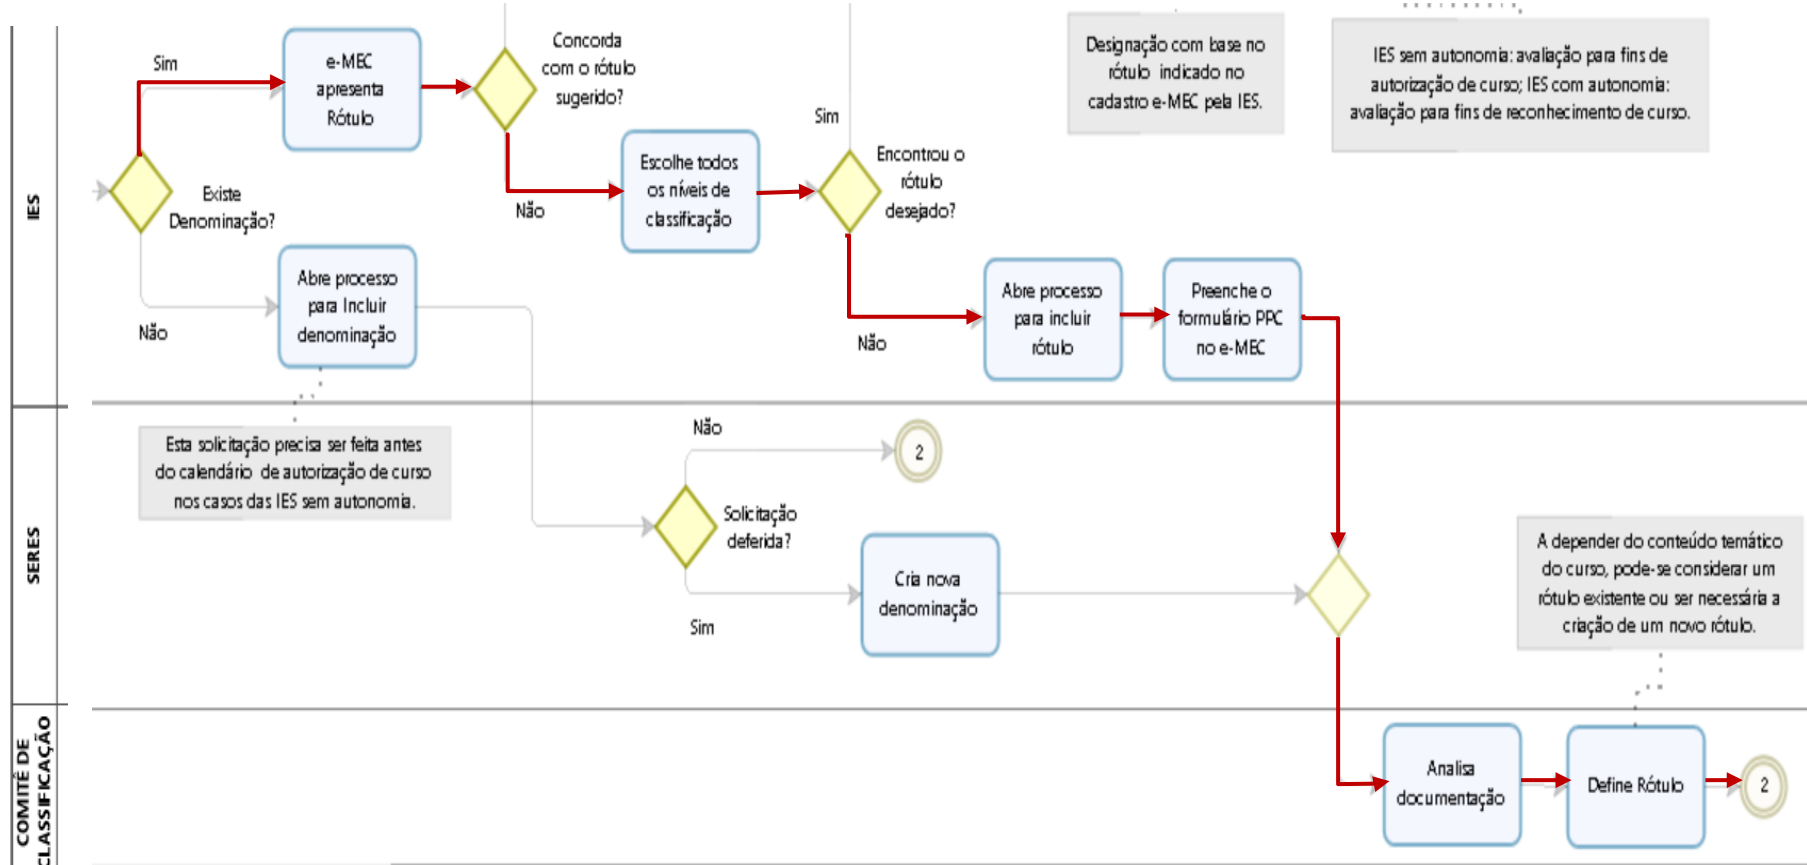 IES
Sim
e-MEC
apresenta
Rótulo
Concorda
com o rótulo
sugerido?
Designação com base no
rótulo indicado no
cadastro e-MEC pela IES.
IES sem autonomia: avaliação para fins de
autorização de curso; IES com autonomia:
avaliação para fins de reconhecimento de curso.
Existe
Denominação?
Não
Escolhe todos
os níveis de
classificação
Sim
Encontrou o
rótulo
desejado?
Não
Abre processo
para Incluir
denominação
Não
Abre processo
para incluir
rótulo
Preenche o
formulário PPC
no e-MEC
SERES
Esta solicitação precisa ser feita antes
do calendário de autorização de curso
nos casos das IES sem autonomia.
Não
2
Solicitação
deferida?
Sim
Cria nova
denominação
A depender do conteúdo temático
do curso, pode-se considerar um
rótulo existente ou ser necessária a
criação de um novo rótulo.
COMITÊ DE
CLASSIFICAÇÃO
Analisa
documentação
Define Rótulo
2